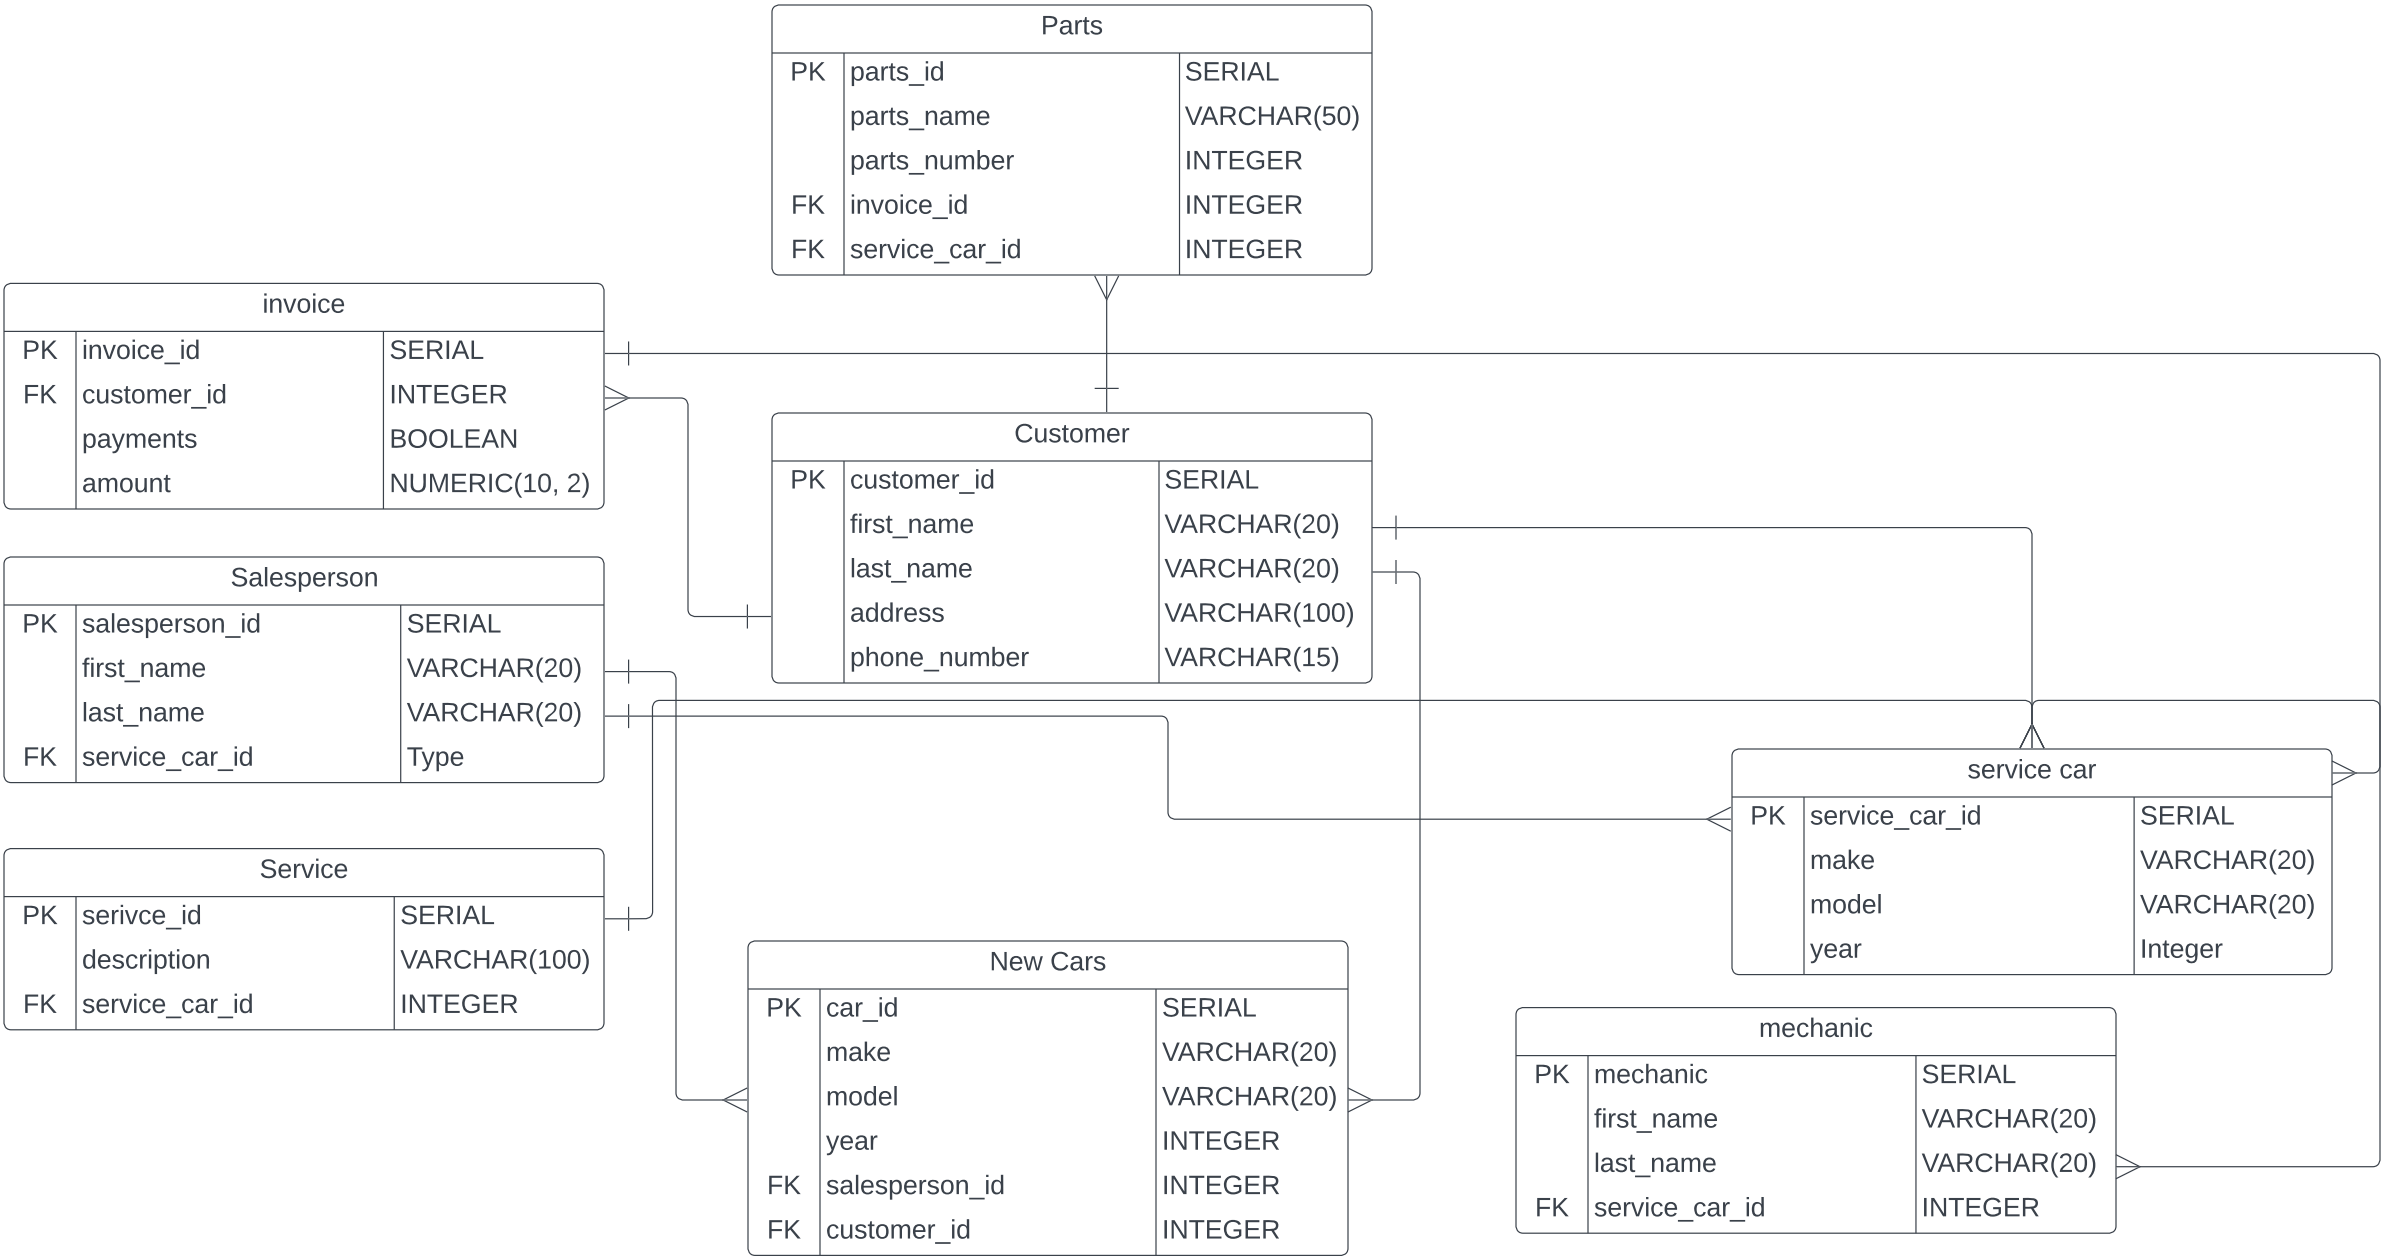 Parts
PK parts_id SERIAL
parts_name VARCHAR(50)
parts_number INTEGER
FK invoice_id INTEGER
FK service_car_id INTEGER
invoice
PK invoice_id SERIAL
FK customer_id INTEGER
payments BOOLEAN
amount NUMERIC(10, 2)
Customer
PK customer_id SERIAL
first_name VARCHAR(20)
last_name VARCHAR(20)
address VARCHAR(100)
phone_number VARCHAR(15)
Salesperson
PK salesperson_id SERIAL
first_name VARCHAR(20)
last_name VARCHAR(20)
FK service_car_id Type
service car
PK service_car_id SERIAL
make VARCHAR(20)
model VARCHAR(20)
year Integer
Service
PK serivce_id SERIAL
description VARCHAR(100)
FK service_car_id INTEGER
New Cars
PK car_id SERIAL
make VARCHAR(20)
model VARCHAR(20)
year INTEGER
FK salesperson_id INTEGER
FK customer_id INTEGER
mechanic
PK mechanic SERIAL
first_name VARCHAR(20)
last_name VARCHAR(20)
FK service_car_id INTEGER